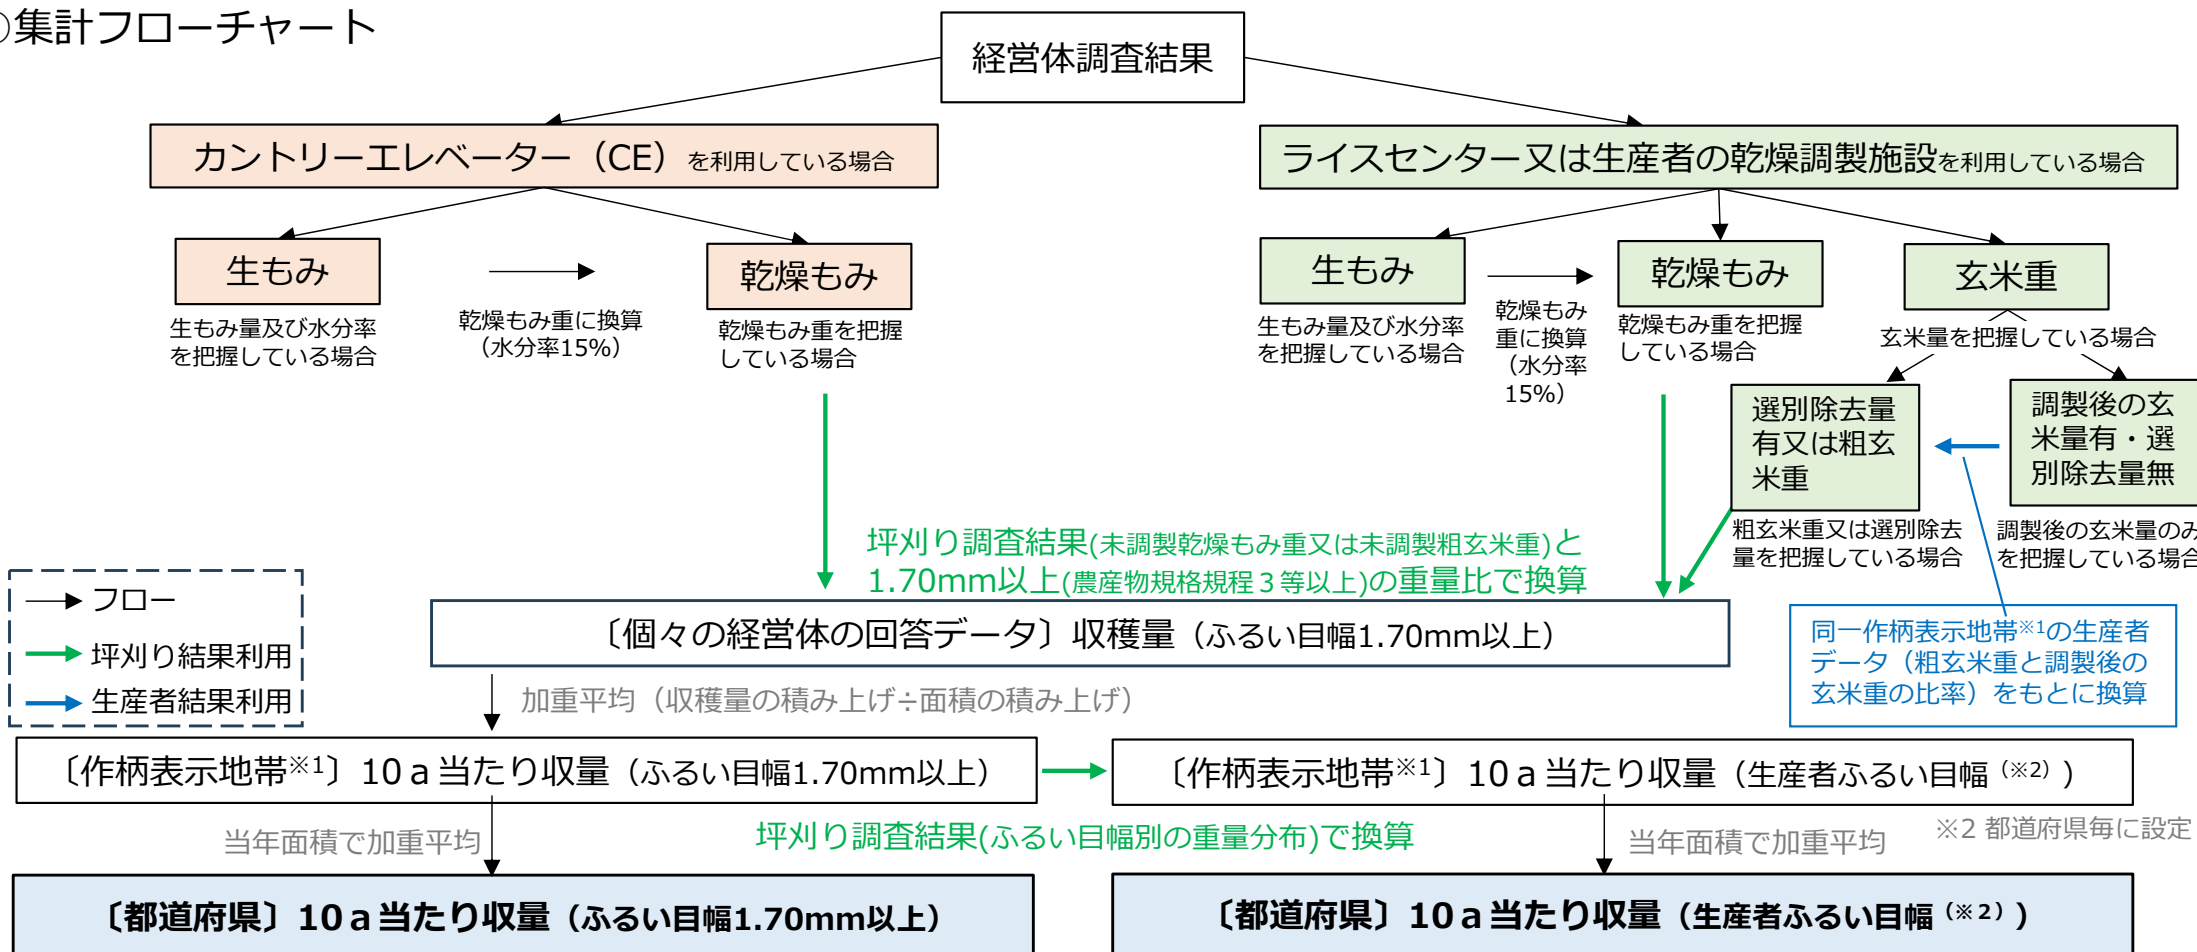 ○集計フローチャート
経営体調査結果
カントリーエレベーター（CE）を利用している場合
ライスセンター又は生産者の乾燥調製施設を利用している場合
生もみ
乾燥もみ
生もみ量及び水分率
を把握している場合
乾燥もみ重に換算
（水分率15%）
乾燥もみ重を把握
している場合
生もみ
乾燥もみ
玄米重
生もみ量及び水分率
を把握している場合
乾燥もみ
重に換算
（水分率
15%）
乾燥もみ重を把握
している場合
玄米量を把握している場合
選別除去量
有又は粗玄
米重
調製後の玄
米量有・選
別除去量無
粗玄米重又は選別除去
量を把握している場合
調製後の玄米量のみ
を把握している場合
坪刈り調査結果(未調製乾燥もみ重又は未調製粗玄米重)と
1.70mm以上(農産物規格規程３等以上)の重量比で換算
フロー
坪刈り結果利用
生産者結果利用
〔個々の経営体の回答データ〕収穫量（ふるい目幅1.70mm以上）
同一作柄表示地帯※1の生産者
データ（粗玄米重と調製後の
玄米重の比率）をもとに換算
加重平均（収穫量の積み上げ÷面積の積み上げ）
〔作柄表示地帯※1〕10ａ当たり収量（ふるい目幅1.70mm以上）
〔作柄表示地帯※1〕10ａ当たり収量（生産者ふるい目幅（※2））
当年面積で加重平均
坪刈り調査結果(ふるい目幅別の重量分布)で換算
当年面積で加重平均
※2 都道府県毎に設定
〔都道府県〕10ａ当たり収量（ふるい目幅1.70mm以上）
〔都道府県〕10ａ当たり収量（生産者ふるい目幅（※２））